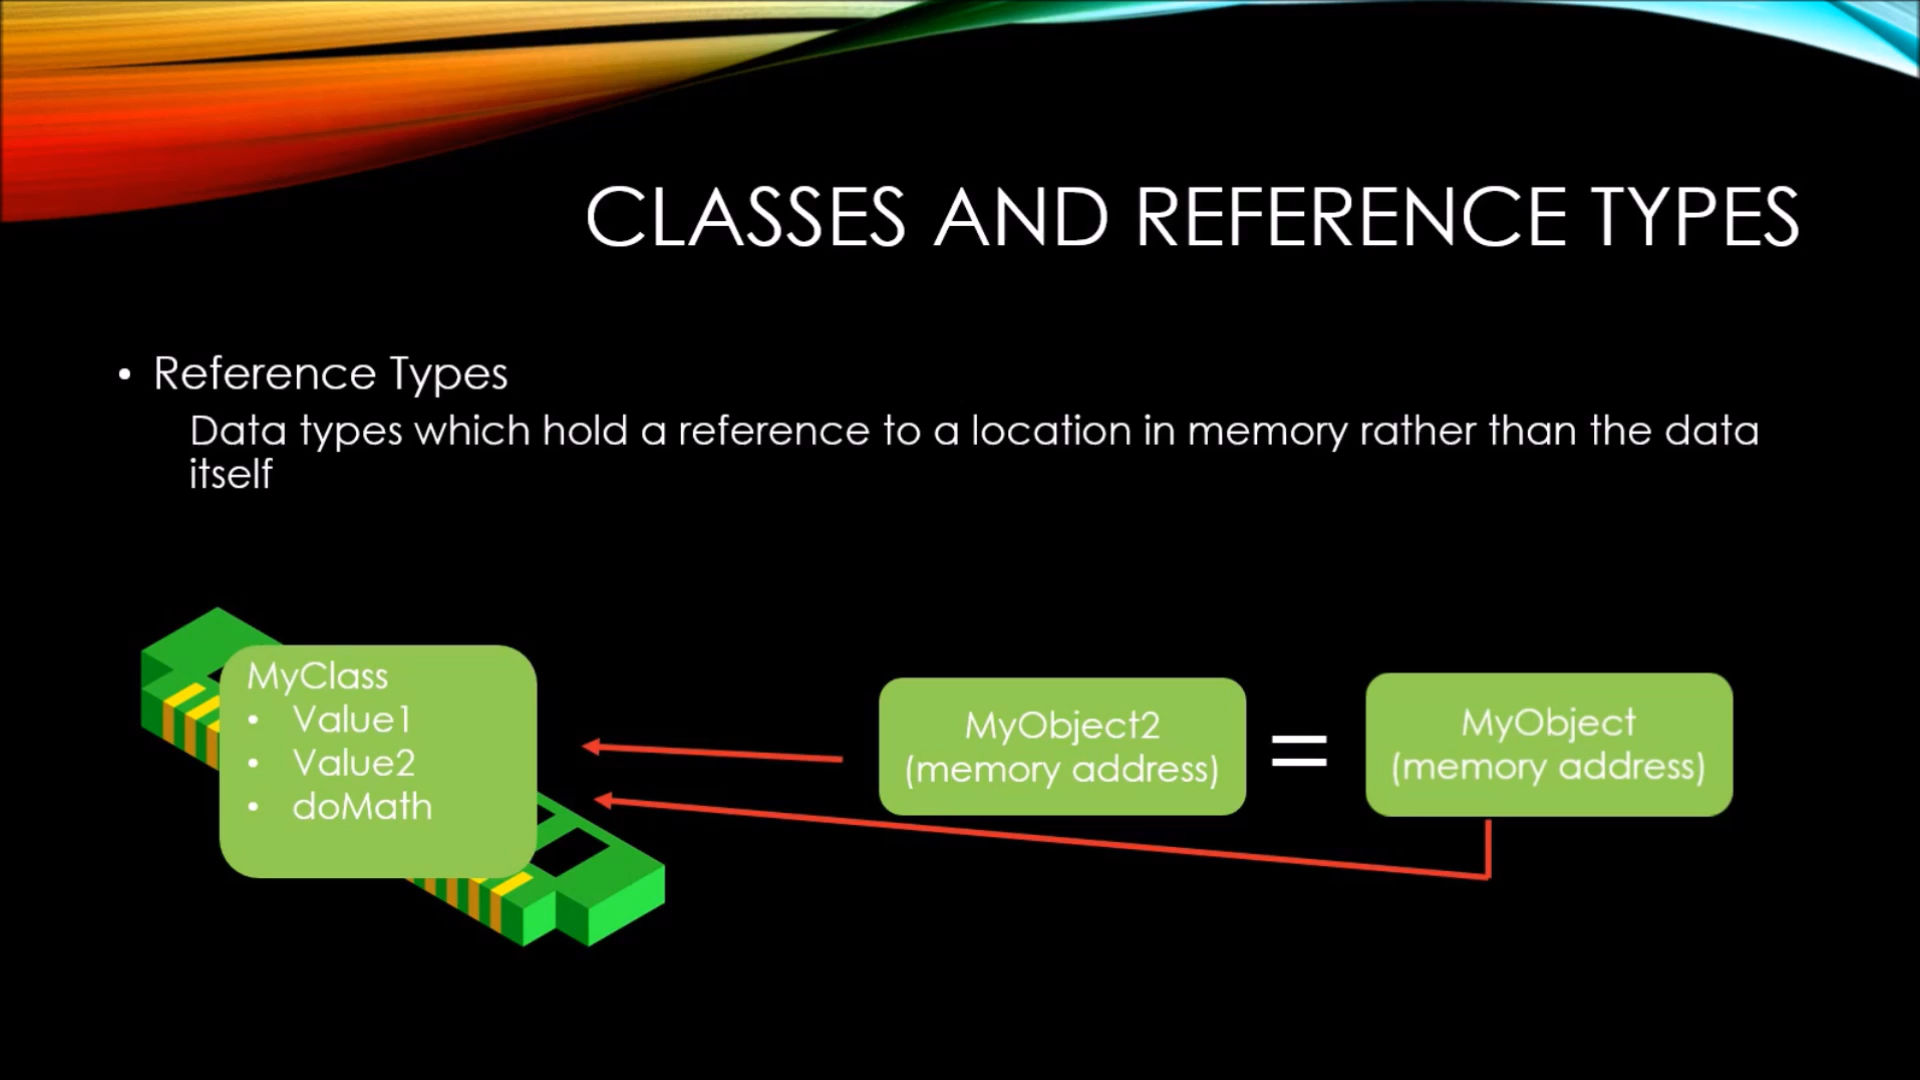 CLASSES AND REFERENCE TYPES
• Reference Types
Data types which hold a reference to a location in memory rather than the data
itself
MyClass
• Value1
• Value2
• doMath
MyObject2
(memory address)
=
MyObject
(memory address)